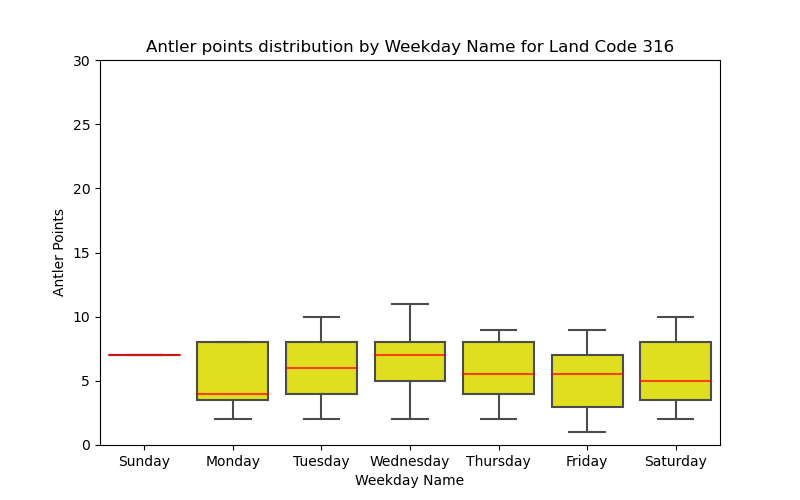 Antler points distribution by Weekday Name for Land Code 316
30
25
20
15
10
5
0
Antler Points
Sunday Monday Tuesday Wednesday Thursday Friday Saturday
Weekday Name